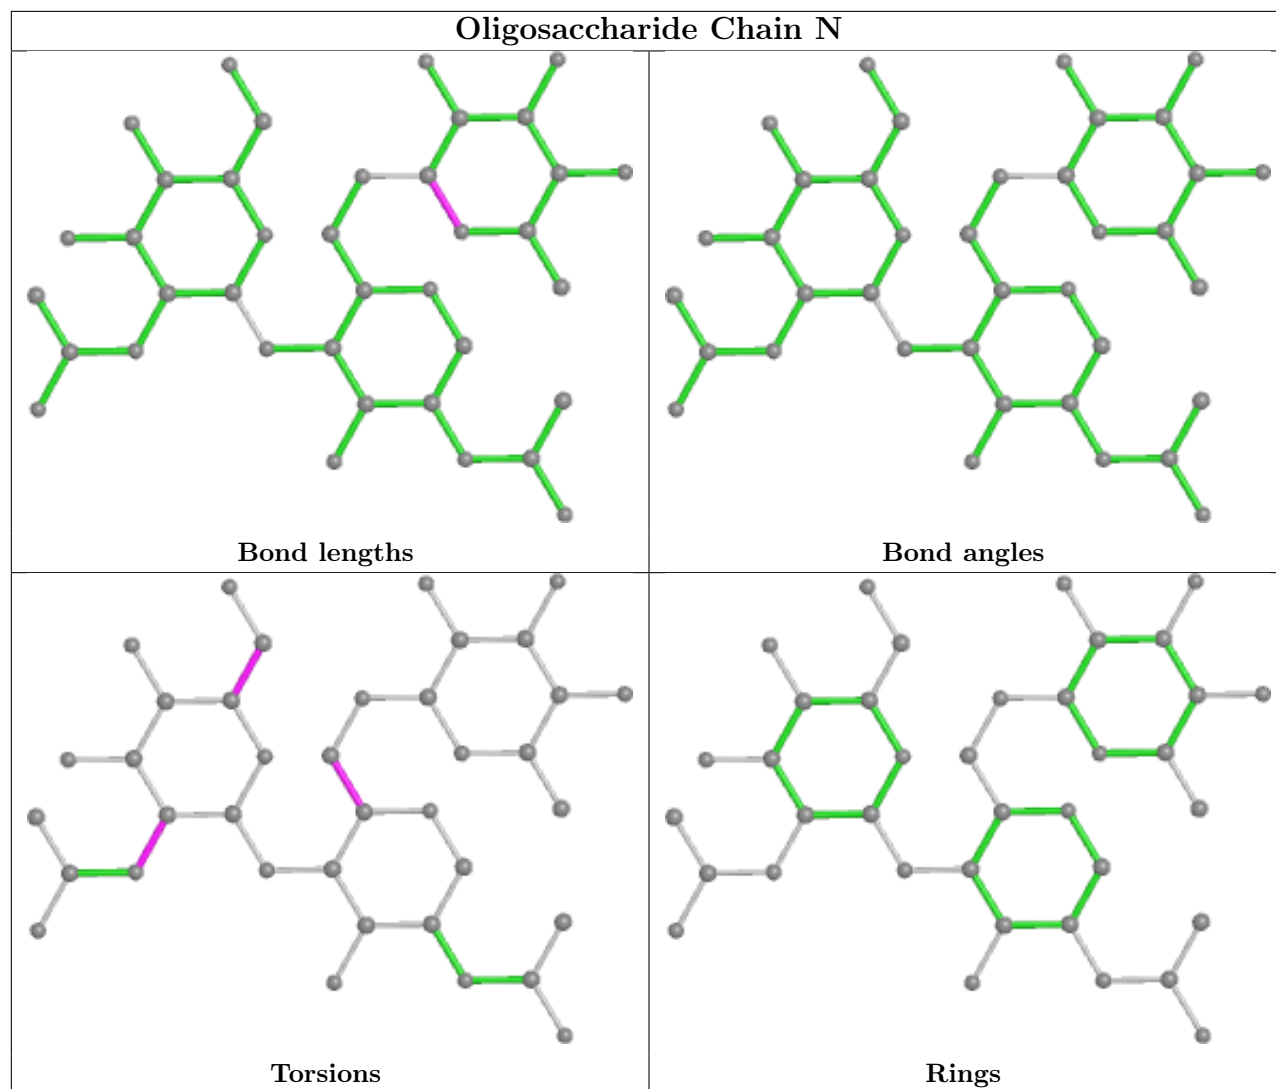 Oligosaccharide Chain N
Bond lengths
Bond angles
Torsions
Rings